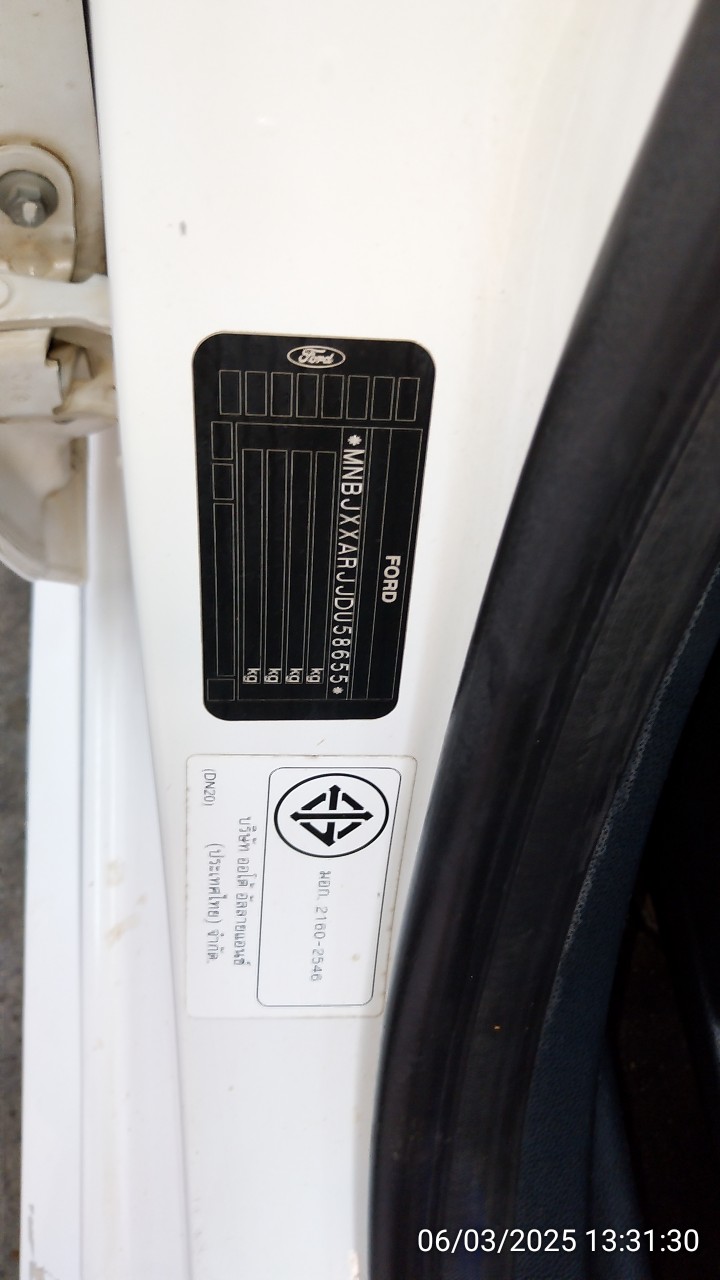 Ford
FORD
*MNBJXXARJJDU58655*
kg
kg
kg
kg
มอก. 2160-2546
บริษัท ออโต้ อัลลายแอนซ์
(ประเทศไทย) จำกัด
(DN20)
06/03/2025 13:31:30